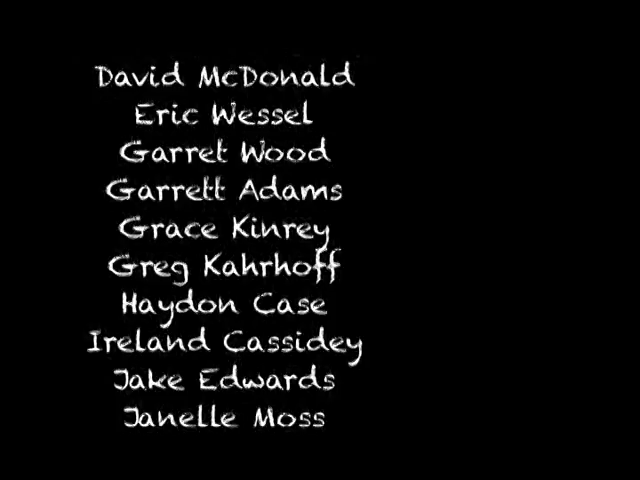 David McDonald
Eric Wessel
Garret Wood
Garrett Adams
Grace Kinrey
Greg Kahrhoff
Haydon Case
Ireland Cassidey
Jake Edwards
Janelle Moss